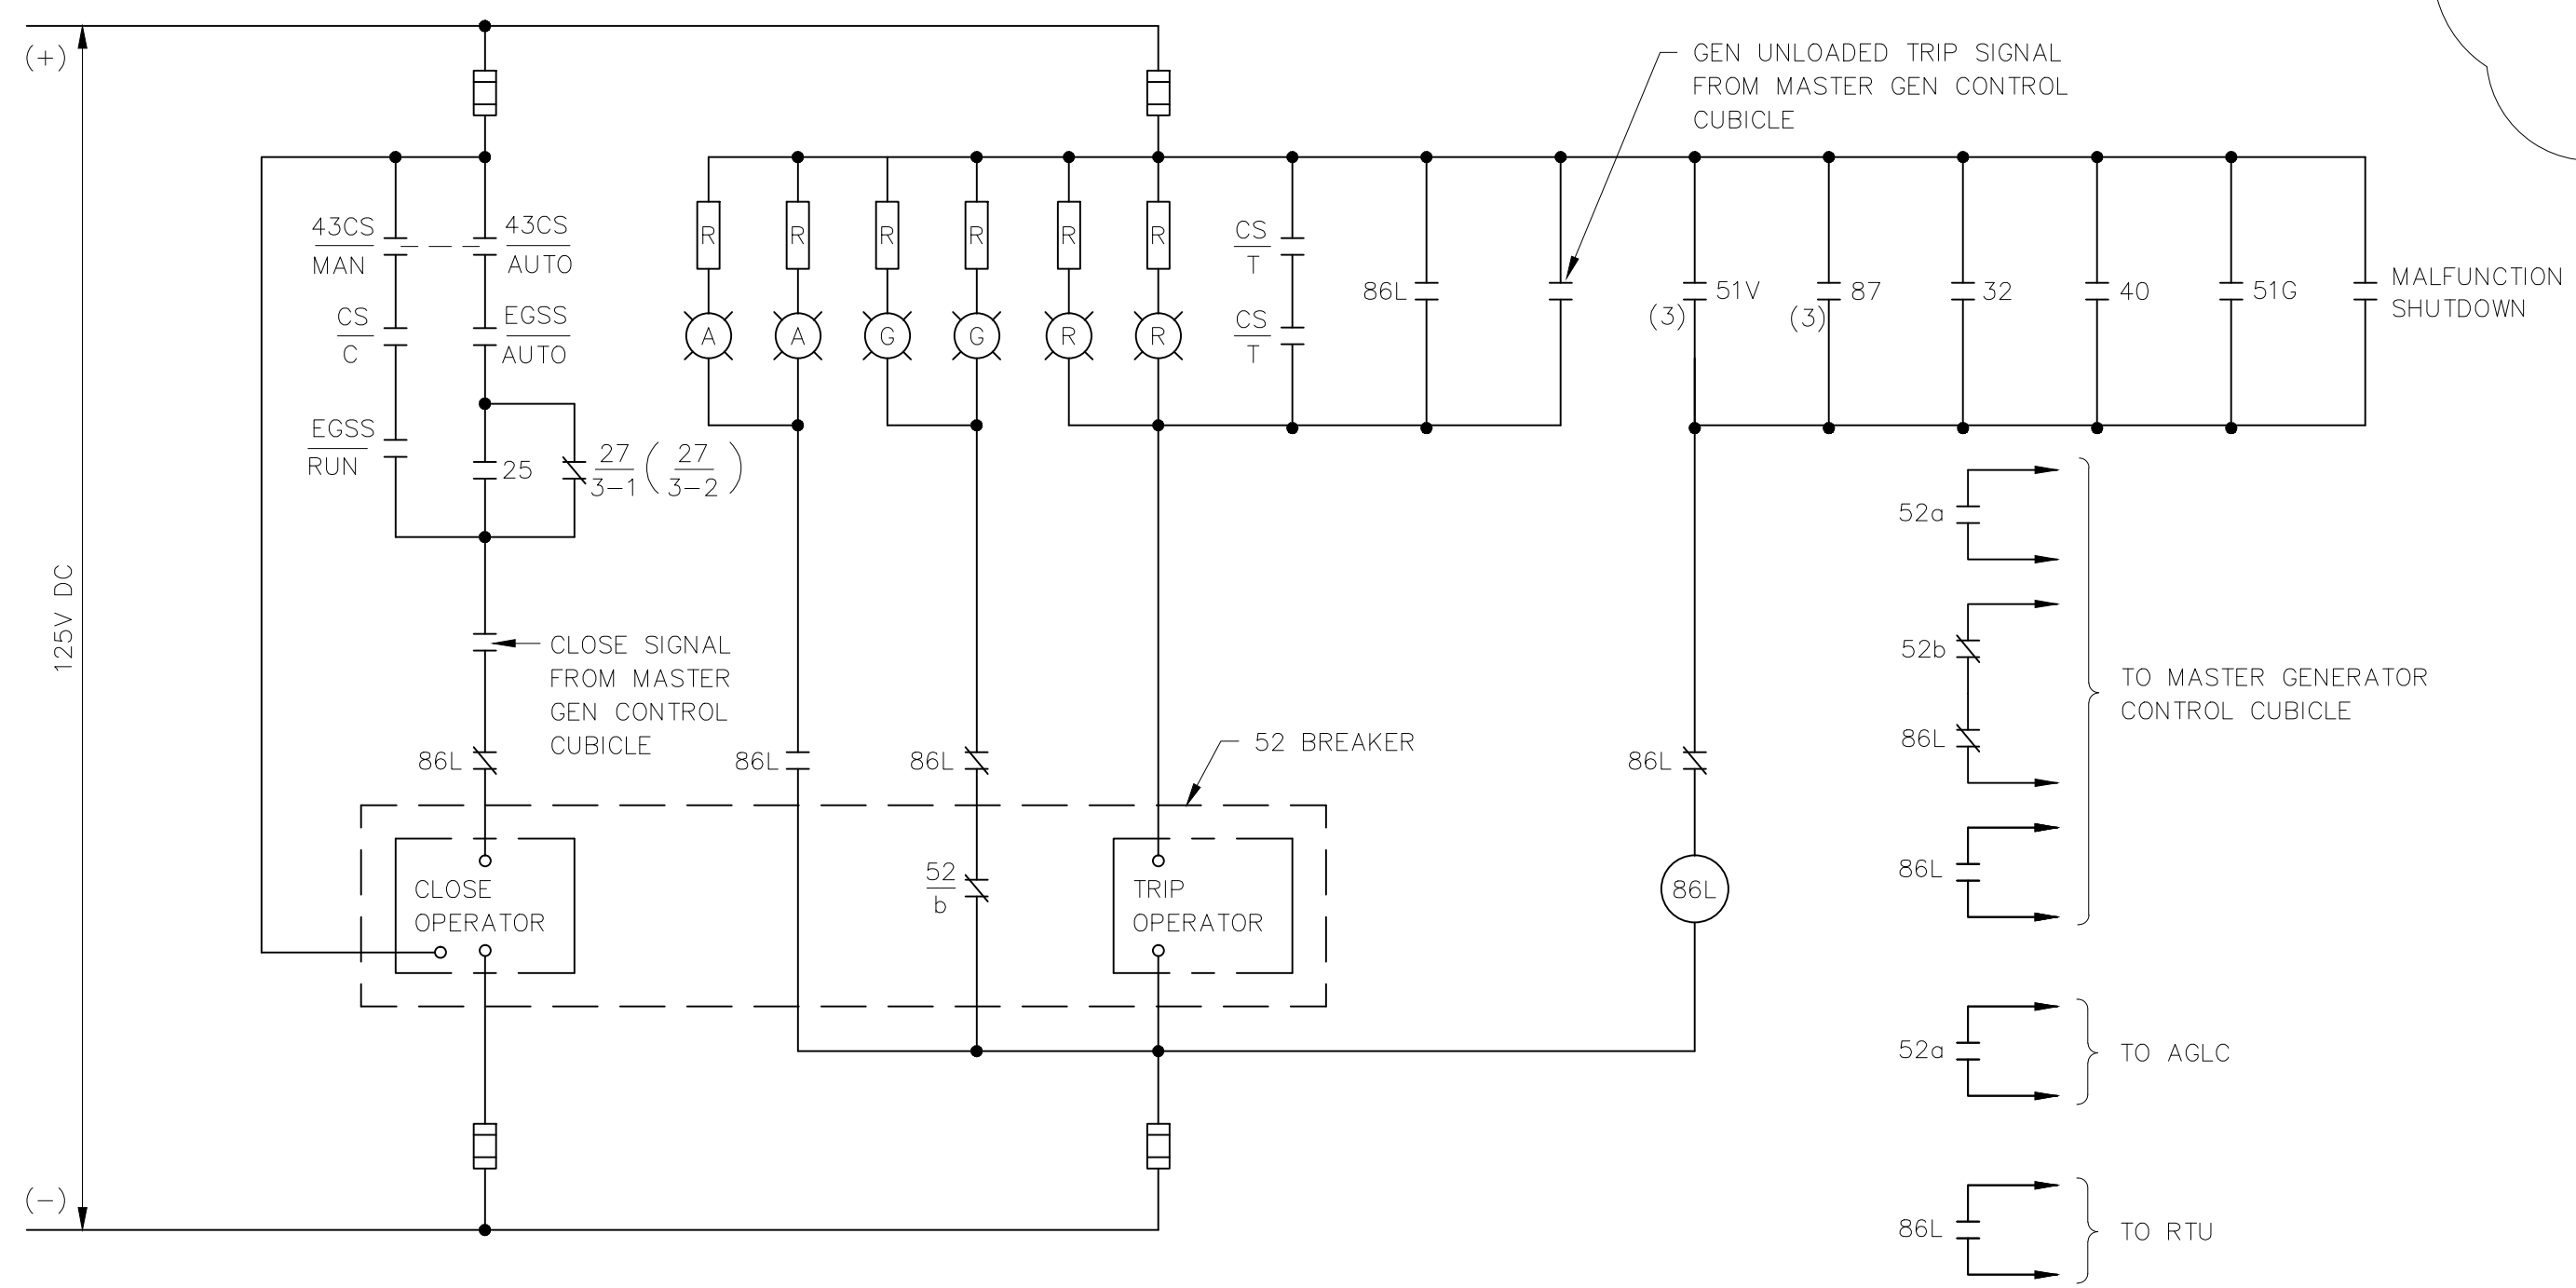 (+)
GEN UNLOADED TRIP SIGNAL
FROM MASTER GEN CONTROL
CUBICLE
43CS
MAN
43CS
AUTO
R
R
R
R
R
R
CS
T
CS
C
EGSS
AUTO
A
A
G
G
R
R
CS
T
86L
51V
(3)
87
(3)
32
40
51G
MALFUNCTION
SHUTDOWN
EGSS
RUN
25
27
3-1
(27
3-2)
52a
125V DC
CLOSE SIGNAL
FROM MASTER
GEN CONTROL
CUBICLE
52b
TO MASTER GENERATOR
CONTROL CUBICLE
52 BREAKER
86L
86L
86L
86L
86L
86L
CLOSE
OPERATOR
52
b
TRIP
OPERATOR
86L
52a
TO AGLC
(-)
86L
TO RTU